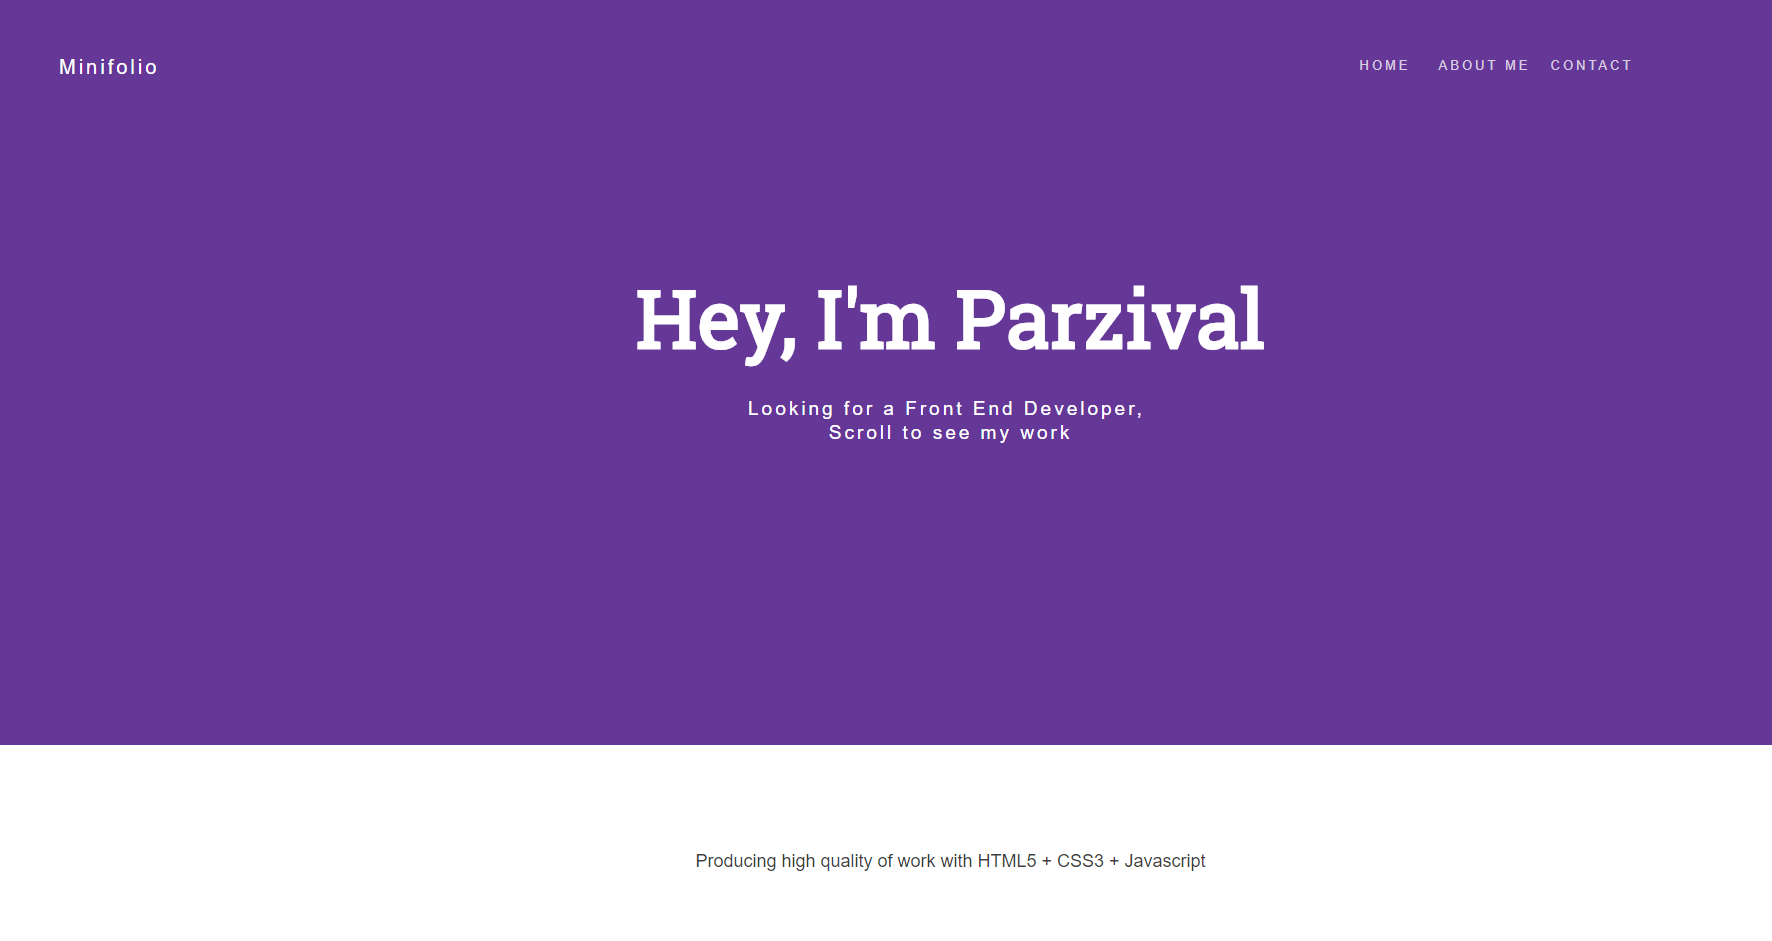 Minifolio
HOME ABOUT ME CONTACT
Hey, I'm Parzival
Looking for a Front End Developer,
Scroll to see my work
Producing high quality of work with HTML5 + CSS3 + Javascript